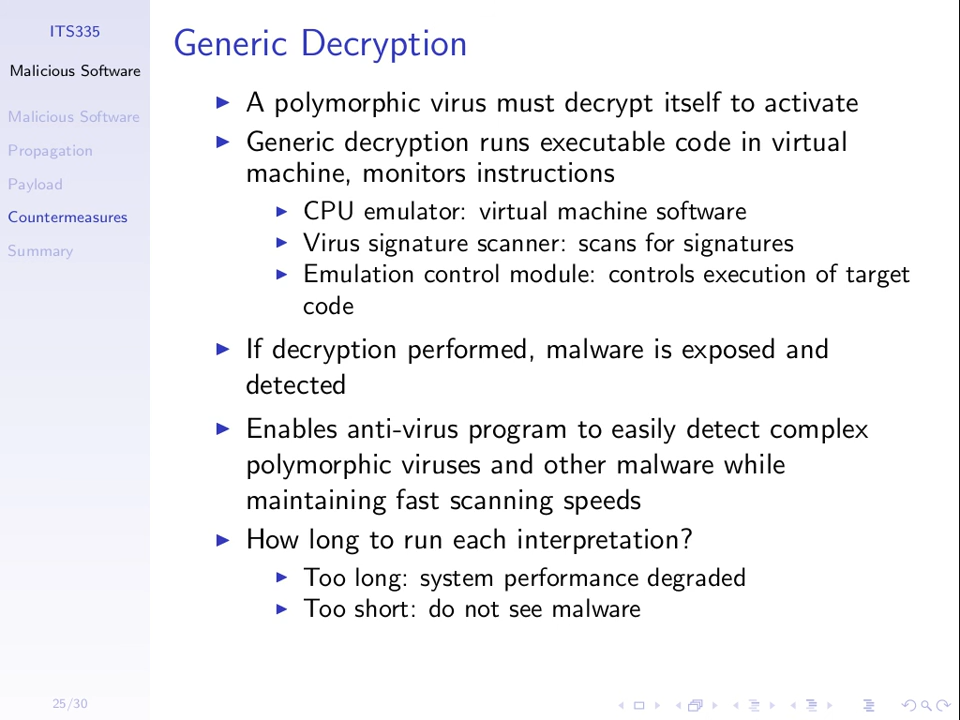 ITS335
Malicious Software
Malicious Software
Propagation
Payload
Countermeasures
Summary
Generic Decryption
A polymorphic virus must decrypt itself to activate
Generic decryption runs executable code in virtual
machine, monitors instructions
CPU emulator: virtual machine software
Virus signature scanner: scans for signatures
Emulation control module: controls execution of target
code
If decryption performed, malware is exposed and
detected
Enables anti-virus program to easily detect complex
polymorphic viruses and other malware while
maintaining fast scanning speeds
How long to run each interpretation?
Too long: system performance degraded
Too short: do not see malware
25/30